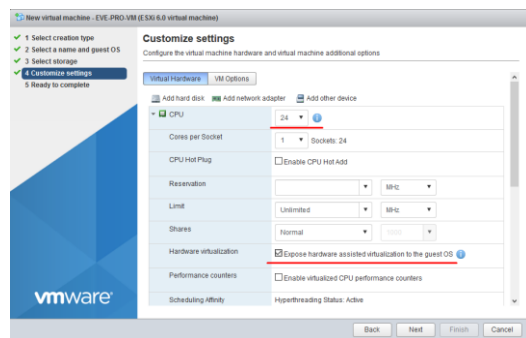 New virtual machine - EVE-PRO-VM (ESXi 6.0 virtual machine)
1 Select creation type
2 Select a name and guest OS
3 Select storage
4 Customize settings
5 Ready to complete
Customize settings
Configure the virtual machine hardware and virtual machine additional options
Virtual Hardware VM Options
Add hard disk Add network adapter Add other device
CPU 24
Cores per Socket 1 Sockets: 24
CPU Hot Plug Enable CPU Hot Add
Reservation MHz
Limit Unlimited MHz
Shares Normal 1000
Hardware virtualization Expose hardware assisted virtualization to the guest OS
Performance counters Enable virtualized CPU performance counters
Scheduling Affinity Hyperthreading Status: Active
vmware
Back Next Finish Cancel